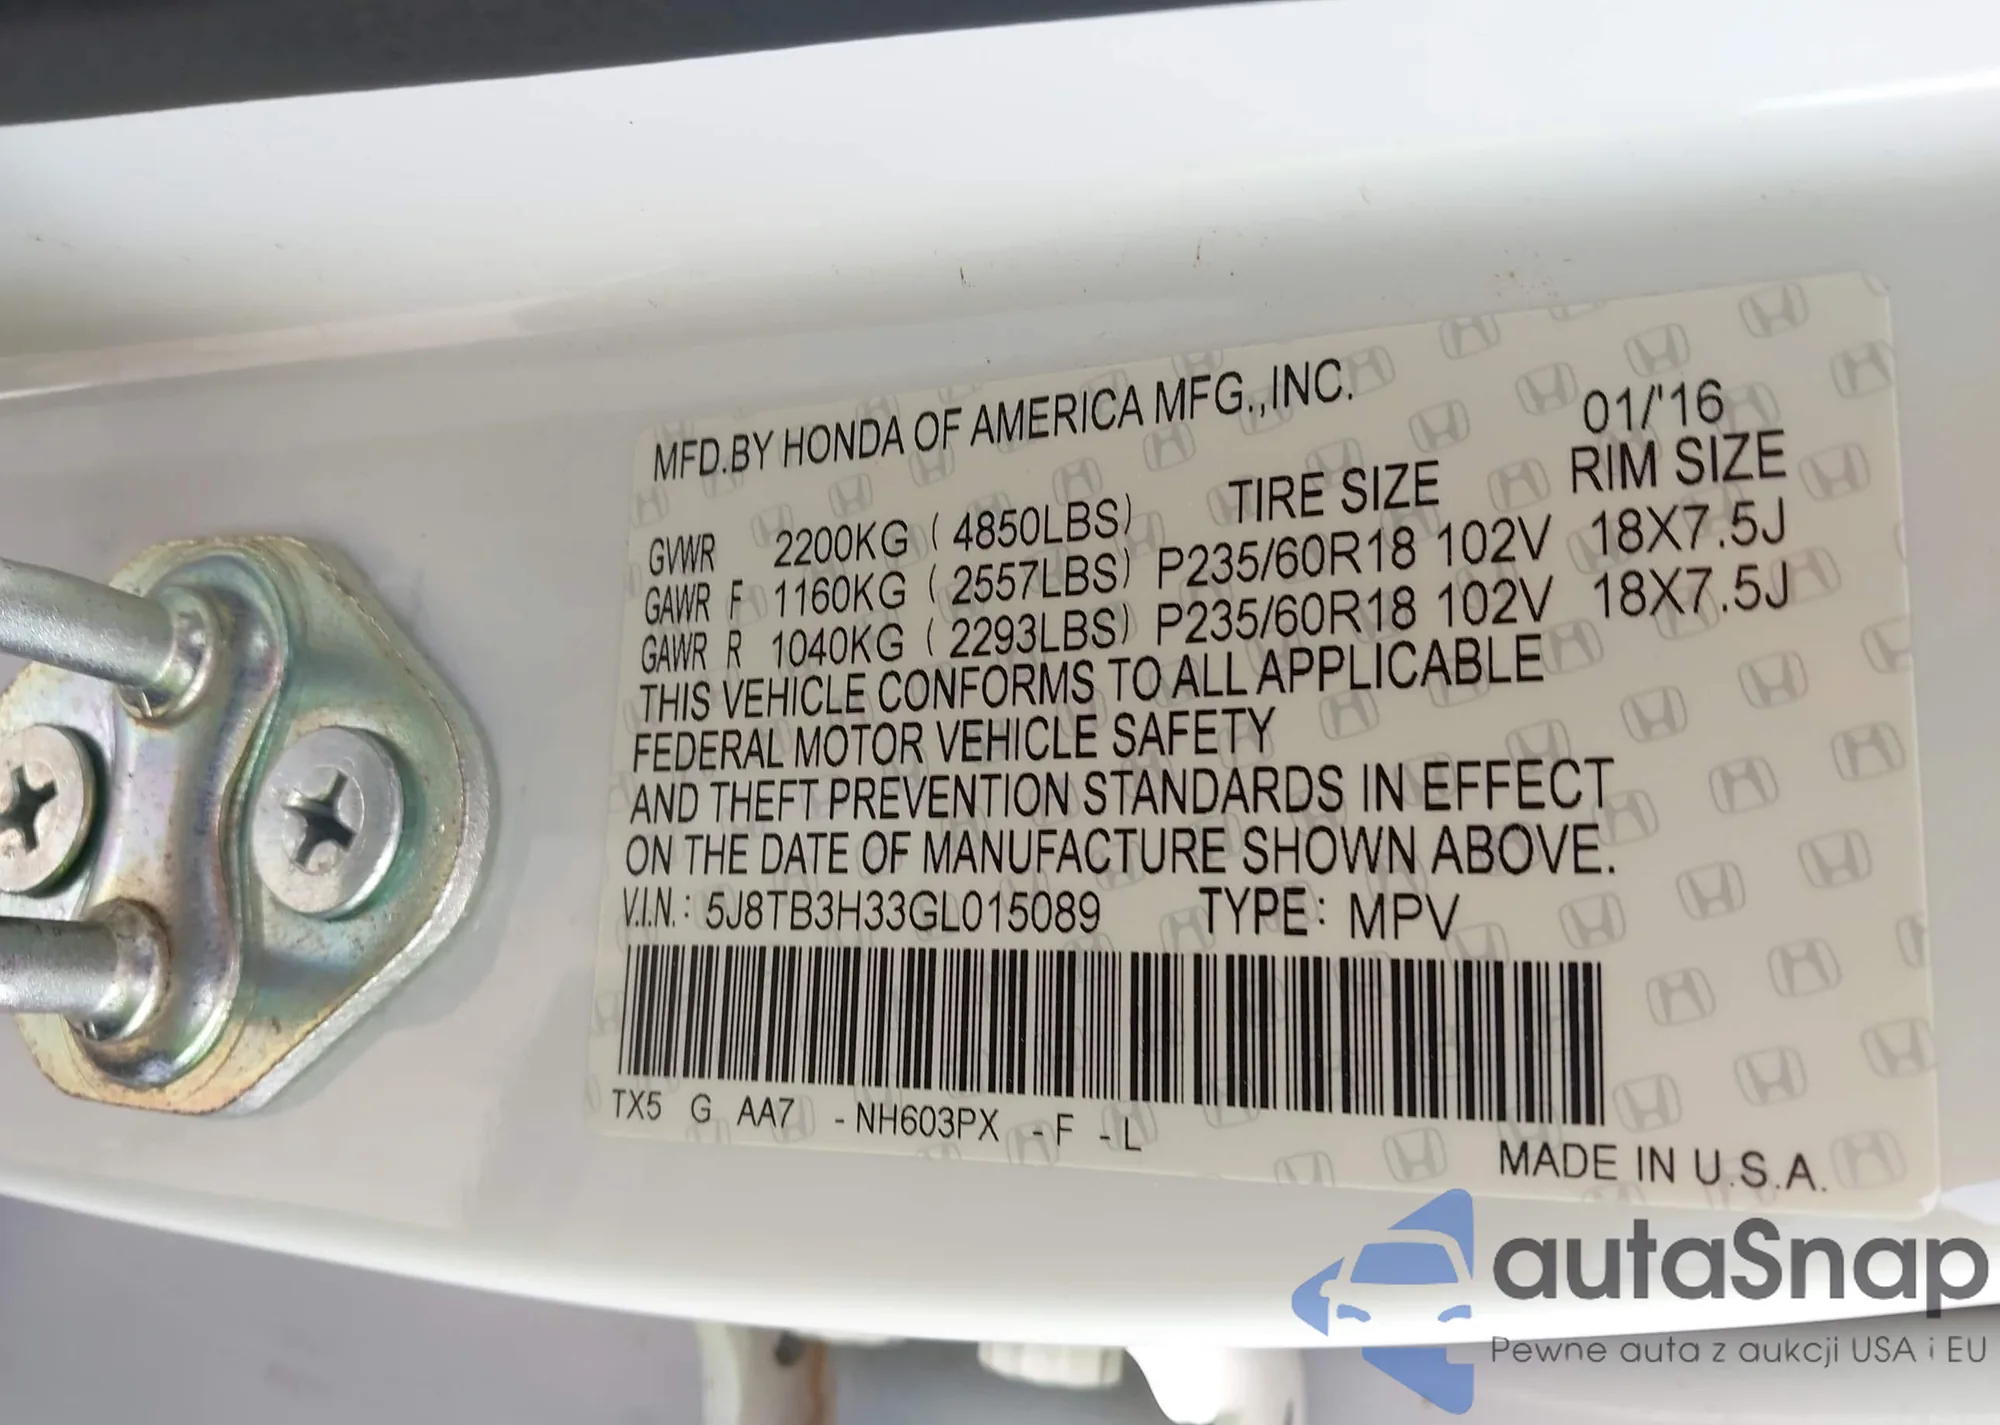 MFD.BY HONDA OF AMERICA MFG.,INC. 01/'16
TIRE SIZE RIM SIZE
GVWR 2200KG ( 4850LBS)
GAWR F 1160KG ( 2557LBS) P235/60R18 102V 18X7.5J
GAWR R 1040KG ( 2293LBS) P235/60R18 102V 18X7.5J
THIS VEHICLE CONFORMS TO ALL APPLICABLE
FEDERAL MOTOR VEHICLE SAFETY
AND THEFT PREVENTION STANDARDS IN EFFECT
ON THE DATE OF MANUFACTURE SHOWN ABOVE.
V.I.N.: 5J8TB3H33GL015089 TYPE: MPV
TX5 G AA7 -NH603PX -F -L
MADE IN U.S.A.
autaSnap
Pewne auta z aukcji USA i EU